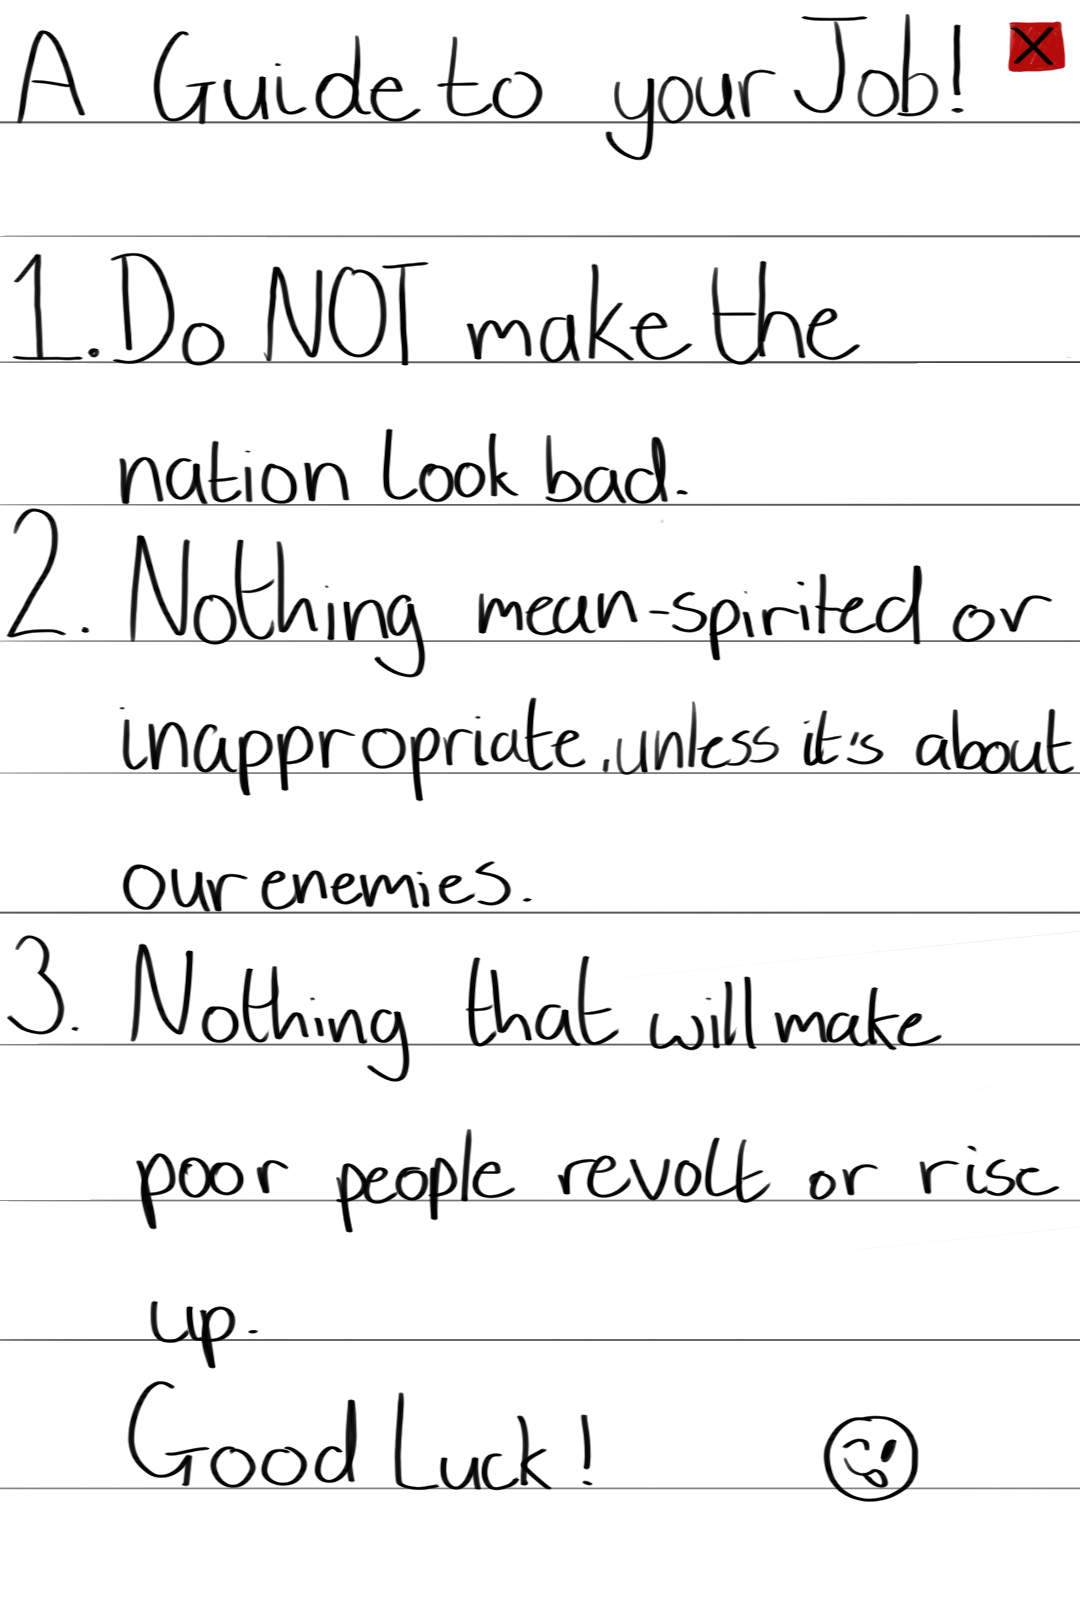 A Guide to your Job! X
1. Do NOT make the
nation look bad.
2. Nothing mean-spirited or
inappropriate, unless it's about
our enemies.
3. Nothing that will make
poor people revolt or rise
up.
Good Luck!